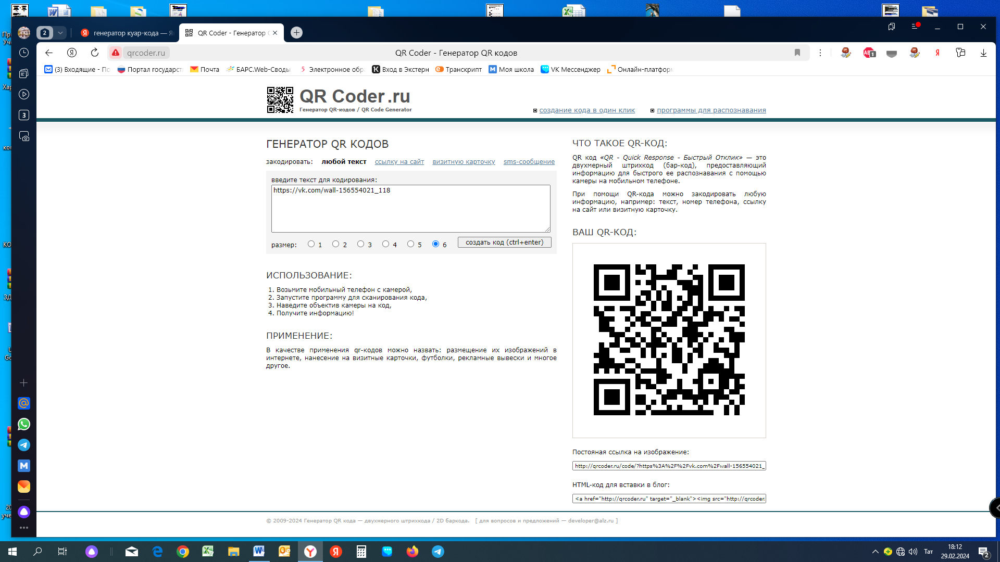 2
генератор куар-кода — Я
QR Coder - Генератор
qrcoder.ru
QR Coder - Генератор QR кодов
(3) Входящие - По
Портал государст
Почта
БАРС.Web-Своды
Электронное обр
Вход в Экстерн
Транскрипт
Моя школа
VK Мессенджер
Онлайн-платформ
QR Coder.ru
Генератор QR-кодов / QR Code Generator
создание кода в один клик
программы для распознавания
3
ГЕНЕРАТОР QR КОДОВ
закодировать: любой текст ссылку на сайт визитную карточку sms-сообщение
введите текст для кодирования:
https://vk.com/wall-156554021_118
размер: 1 2 3 4 5 6 создать код (ctrl+enter)
ИСПОЛЬЗОВАНИЕ:
1. Возьмите мобильный телефон с камерой,
2. Запустите программу для сканирования кода,
3. Наведите объектив камеры на код,
4. Получите информацию!
ПРИМЕНЕНИЕ:
В качестве применения qr-кодов можно назвать: размещение их изображений в
интернете, нанесение на визитные карточки, футболки, рекламные вывески и многое
другое.
ЧТО ТАКОЕ QR-КОД:
QR код «QR - Quick Response - Быстрый Отклик» — это
двухмерный штрихкод (бар-код), предоставляющий
информацию для быстрого ее распознавания с помощью
камеры на мобильном телефоне.
При помощи QR-кода можно закодировать любую
информацию, например: текст, номер телефона, ссылку
на сайт или визитную карточку.
ВАШ QR-КОД:
Постояная ссылка на изображение:
http://qrcoder.ru/code/?https%3A%2F%2Fvk.com%2Fwall-156554021_
HTML-код для вставки в блог:
<a href="http://qrcoder.ru" target="_blank"><img src="http://qrcoder.
© 2009-2024 Генератор QR кода — двухмерного штрихкода / 2D баркода. [ для вопросов и предложений — developer@alz.ru ]
Тат
18:12
29.02.2024
2